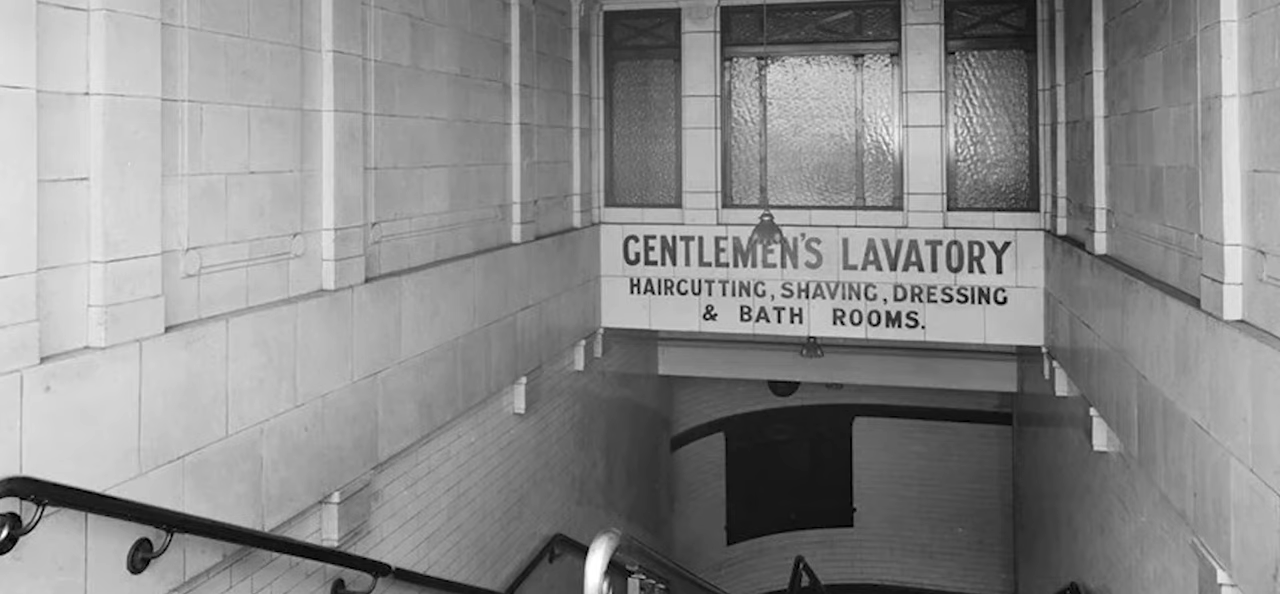 GENTLEMEN'S LAVATORY
HAIRCUTTING, SHAVING, DRESSING
& BATH ROOMS.